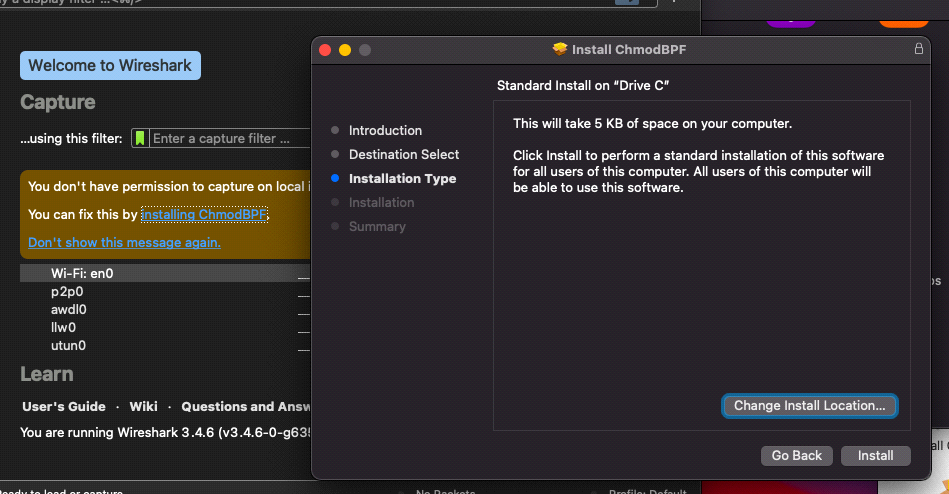 a display filter ... <⌘/>
Welcome to Wireshark
Capture
...using this filter:
Enter a capture filter ...
You don't have permission to capture on local i
You can fix this by installing ChmodBPF.
Don't show this message again.
Wi-Fi: en0
p2p0
awdl0
llw0
utun0
Learn
User's Guide · Wiki · Questions and Answ
You are running Wireshark 3.4.6 (v3.4.6-0-g635
Ready to load or capture
No Packets
Profile: Default
Install ChmodBPF
Standard Install on “Drive C”
Introduction
Destination Select
Installation Type
Installation
Summary
This will take 5 KB of space on your computer.
Click Install to perform a standard installation of this software
for all users of this computer. All users of this computer will
be able to use this software.
Change Install Location...
Go Back
Install